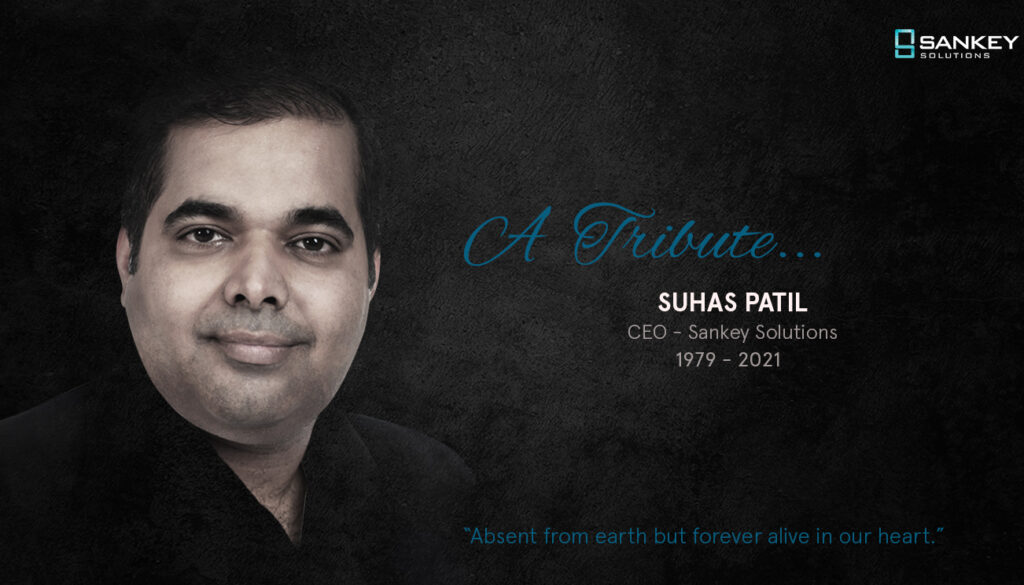 SANKEY
SOLUTIONS
A Tribute...
SUHAS PATIL
CEO - Sankey Solutions
1979 - 2021
“Absent from earth but forever alive in our heart.”